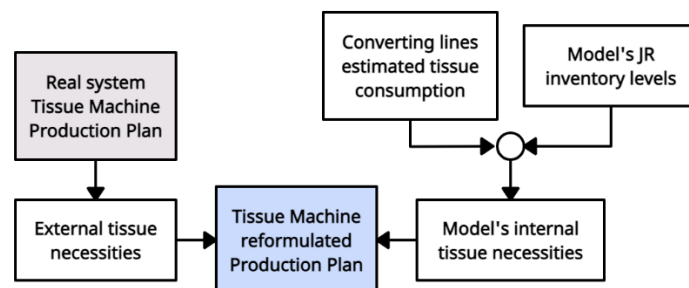 Real system
Tissue Machine
Production Plan
Converting lines
estimated tissue
consumption
Model's JR
inventory levels
External tissue
necessities
Tissue Machine
reformulated
Production Plan
Model's internal
tissue necessities